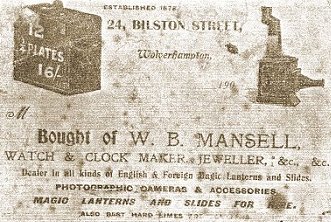 ESTABLISHED 1875
24, BILSTON STREET,
12
¼ PLATES
16/-
Wolverhampton,
190
M
Bought of W. B. MANSELL,
WATCH & CLOCK MAKER, JEWELLER, &c., &c.
Dealer in all kinds of English & Foreign Magic Lanterns and Slides.
PHOTOGRAPHIC CAMERAS & ACCESSORIES.
MAGIC LANTERNS AND SLIDES FOR HIRE.
ALSO BEST HARD LIMES